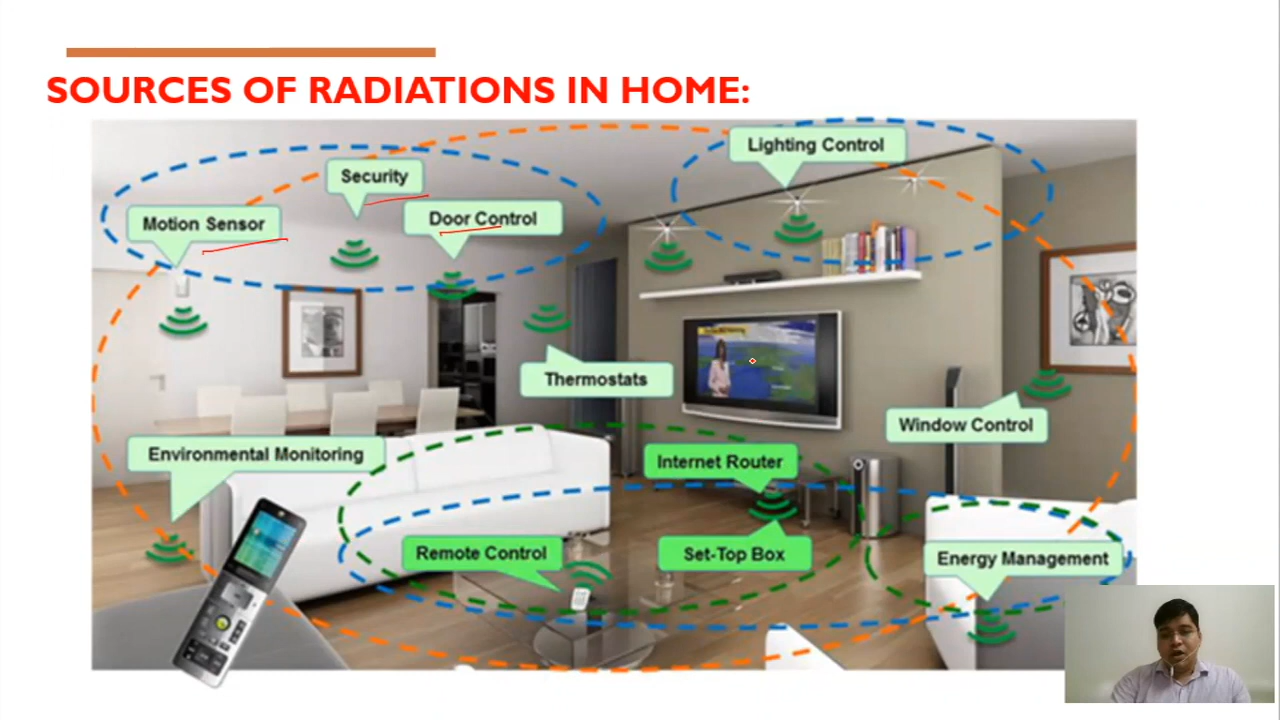 SOURCES OF RADIATIONS IN HOME:
Lighting Control
Security
Motion Sensor
Door Control
Thermostats
Window Control
Environmental Monitoring
Internet Router
Remote Control
Set-Top Box
Energy Management